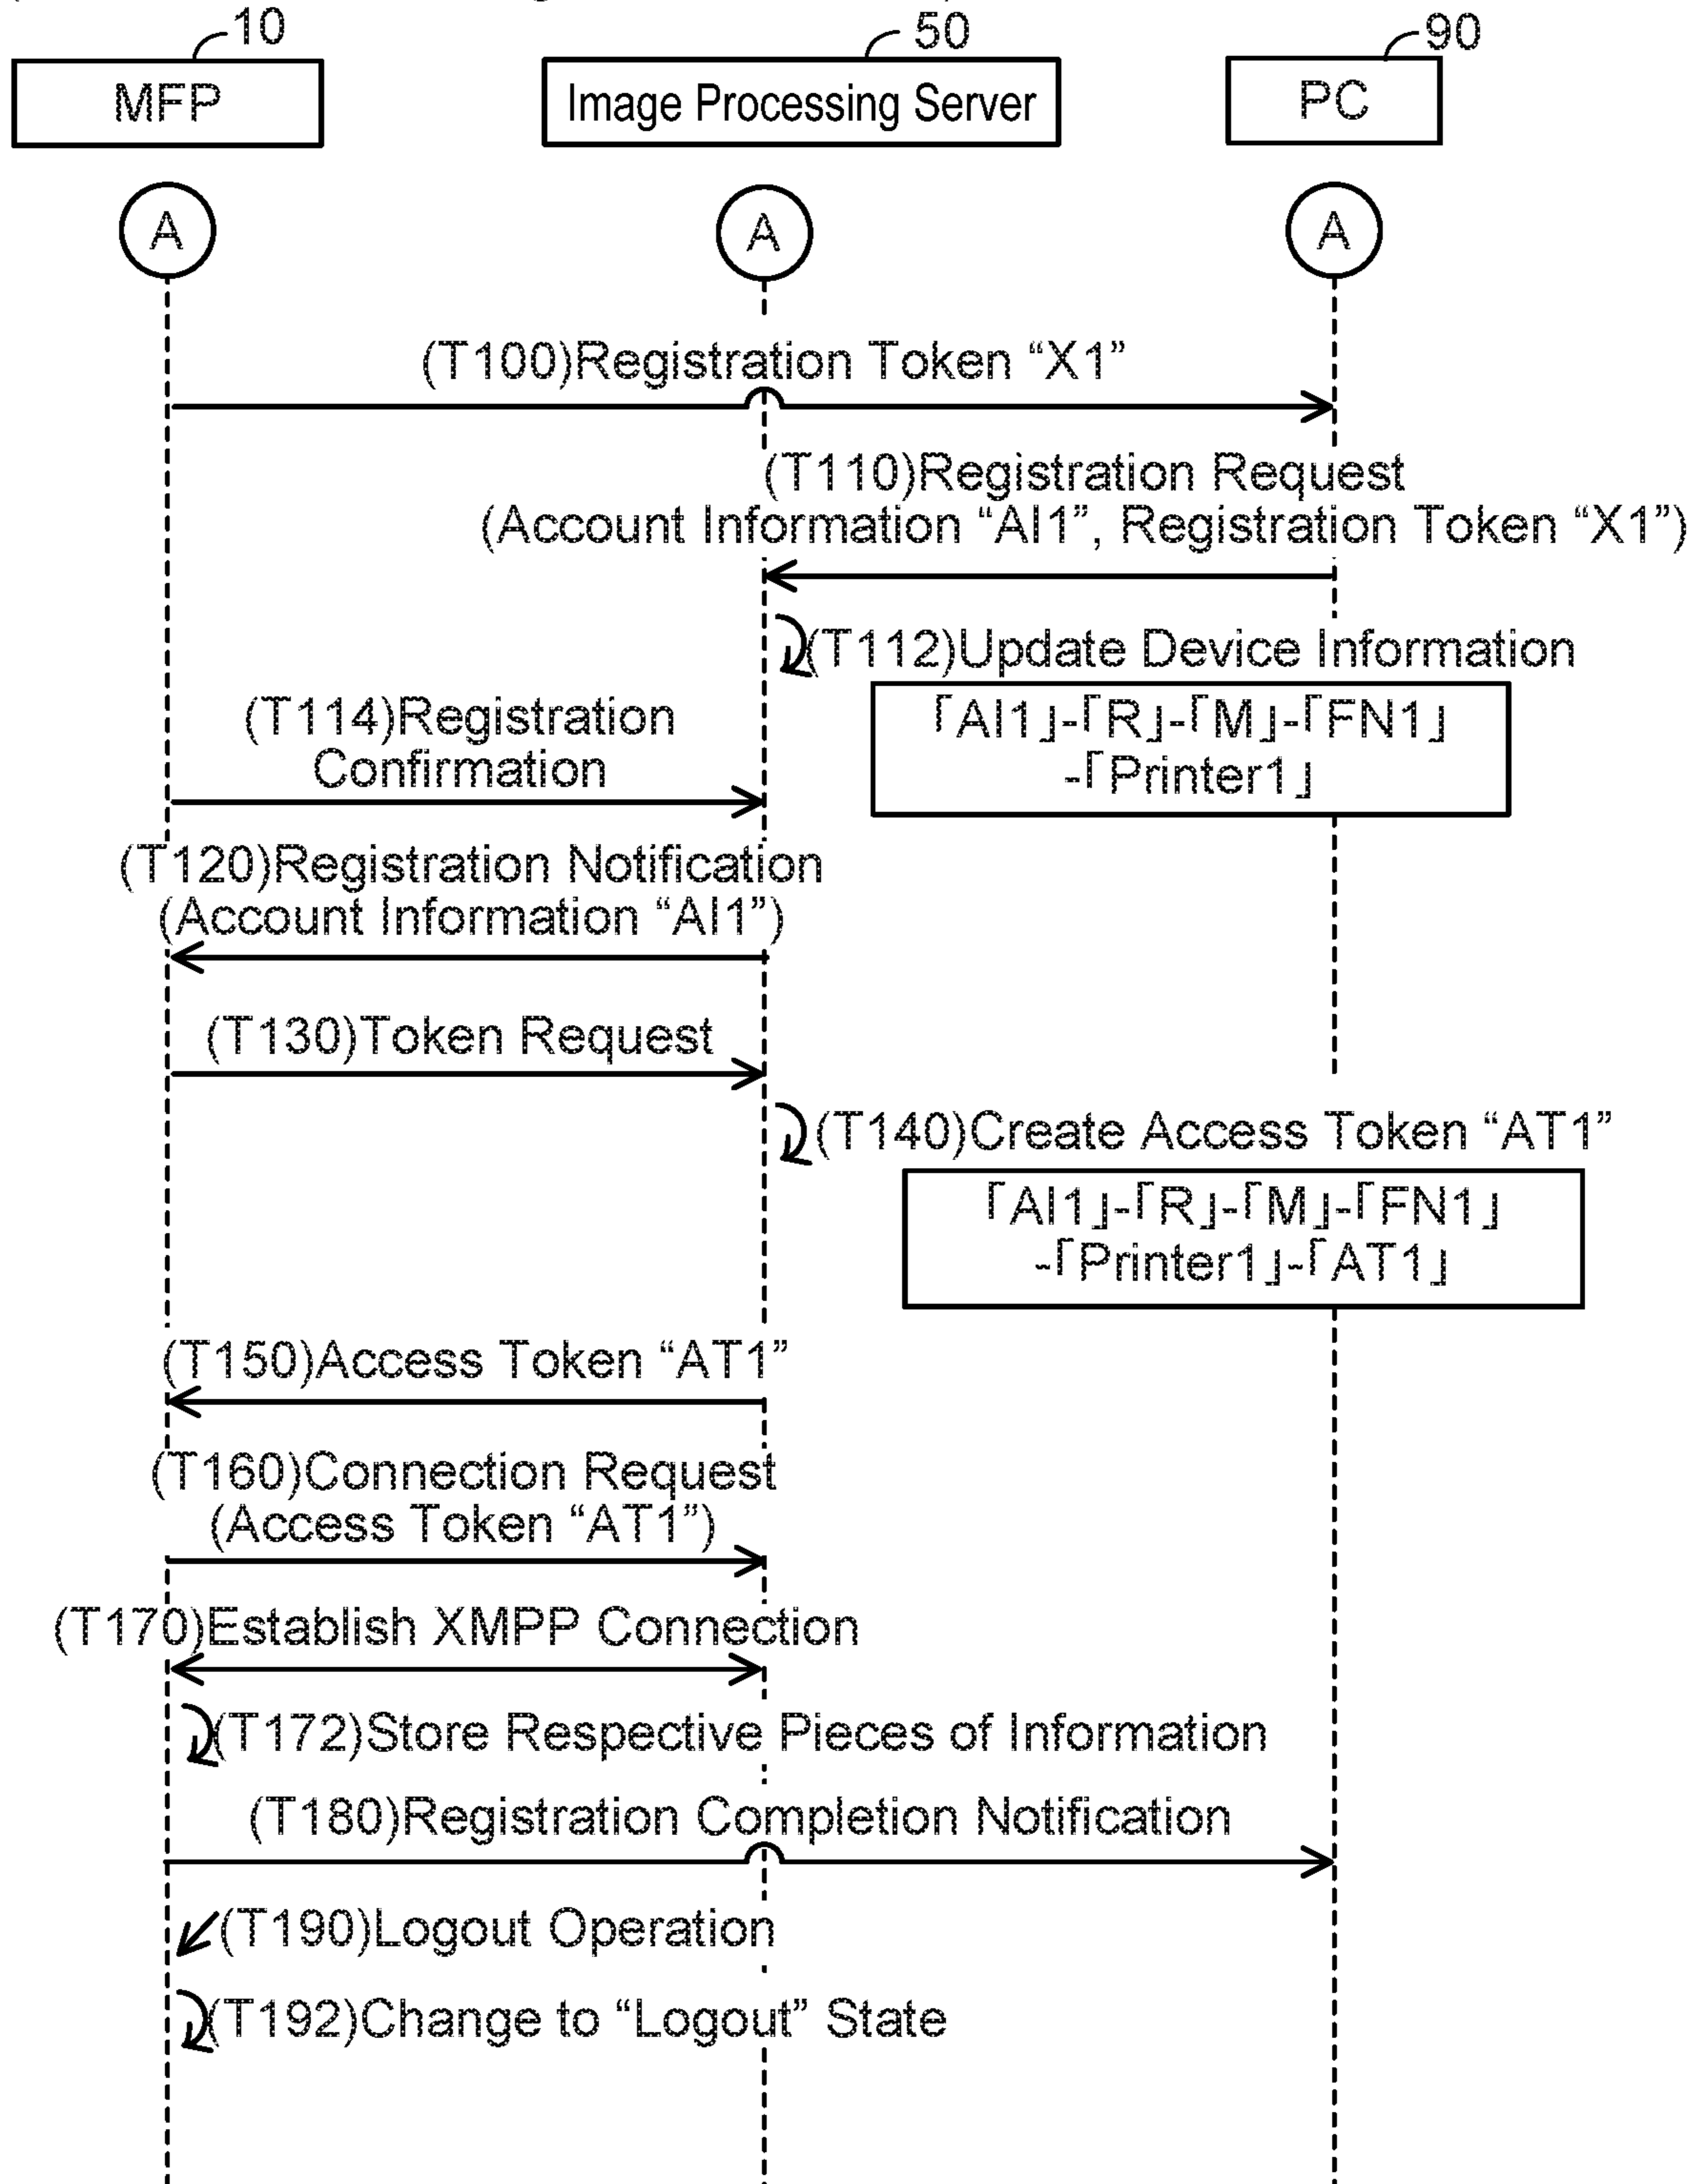 10
50
90
MFP
Image Processing Server
PC
A
A
A
(T100)Registration Token “X1”
(T110)Registration Request
(Account Information “AI1”, Registration Token “X1”)
(T112)Update Device Information
「AI1」-「R」-「M」-「FN1」
-「Printer1」
(T114)Registration
Confirmation
(T120)Registration Notification
(Account Information “AI1”)
(T130)Token Request
(T140)Create Access Token “AT1”
「AI1」-「R」-「M」-「FN1」
-「Printer1」-「AT1」
(T150)Access Token “AT1”
(T160)Connection Request
(Access Token “AT1”)
(T170)Establish XMPP Connection
(T172)Store Respective Pieces of Information
(T180)Registration Completion Notification
(T190)Logout Operation
(T192)Change to “Logout” State